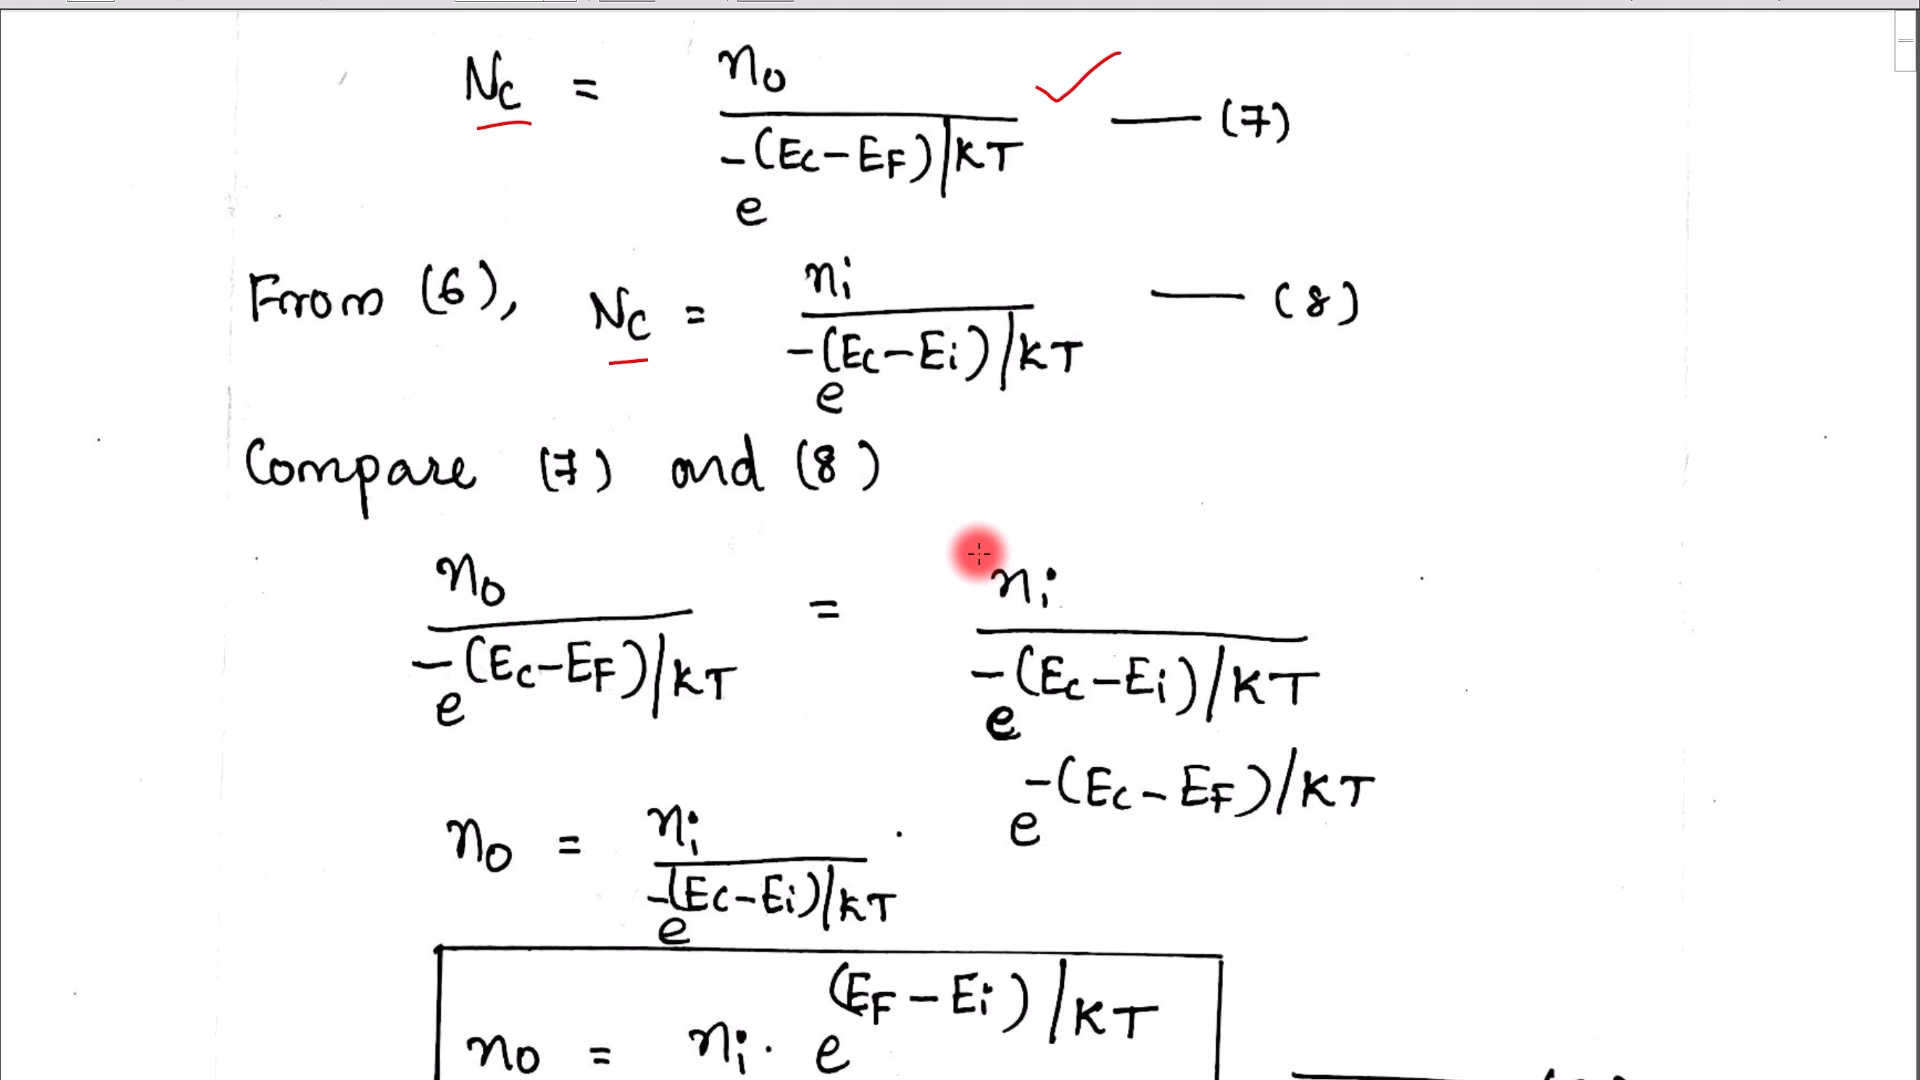 Nc = n0 / e^-(Ec-EF)/KT —— (7)
From (6), Nc = ni / e^-(Ec-Ei)/KT —— (8)
Compare (7) and (8)
n0 / e^-(Ec-EF)/KT = ni / e^-(Ec-Ei)/KT
n0 = ni / e^-(Ec-Ei)/KT . e^-(Ec-EF)/KT
n0 = ni . e^(EF-Ei)/KT